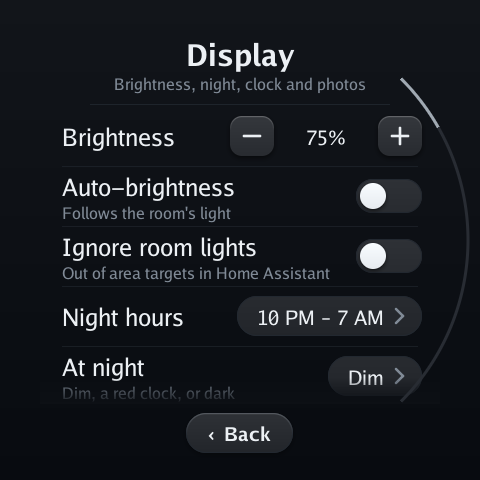 Display
Brightness, night, clock and photos
Brightness − 75% +
Auto–brightness
Follows the room's light
Ignore room lights
Out of area targets in Home Assistant
Night hours 10 PM – 7 AM >
At night Dim >
Dim, a red clock, or dark
‹ Back